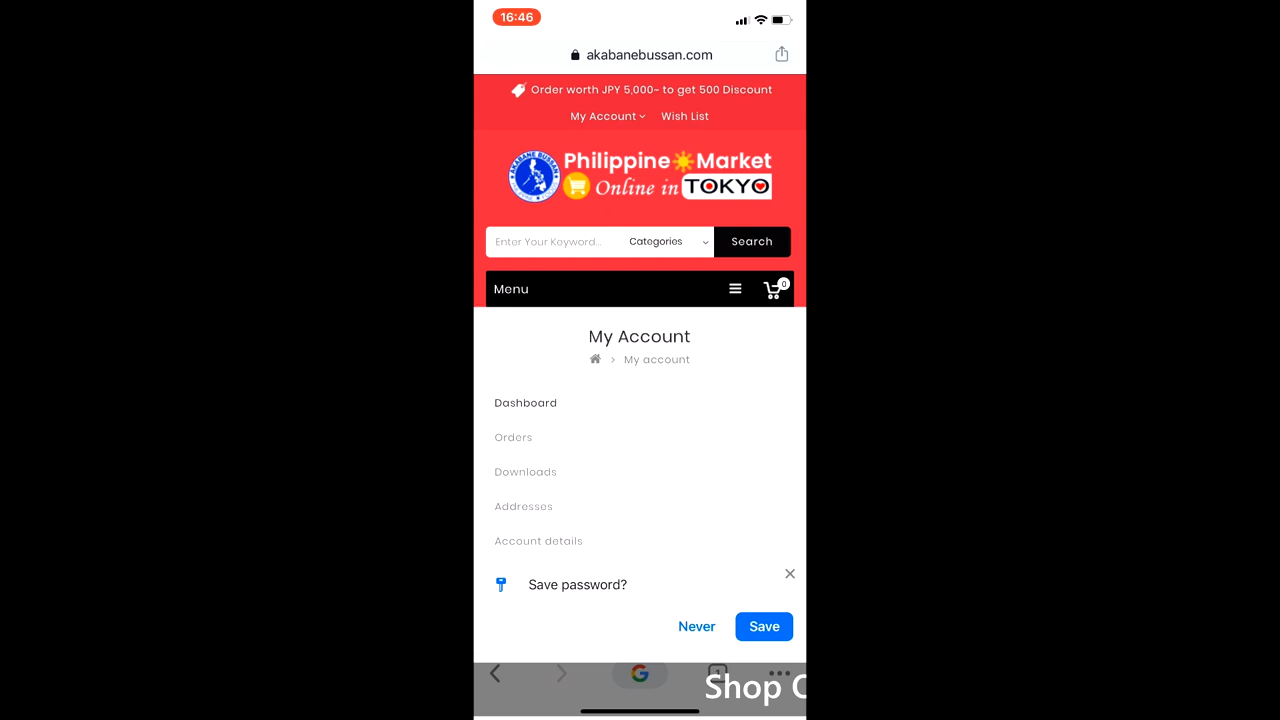 16:46
akabanebussan.com
Order worth JPY 5,000~ to get 500 Discount
My Account Wish List
AKABANE BUSSAN
Philippine Market
Online in TOKYO
Enter Your Keyword... Categories Search
Menu 0
My Account
> My account
Dashboard
Orders
Downloads
Addresses
Account details
Save password?
Never Save
Shop